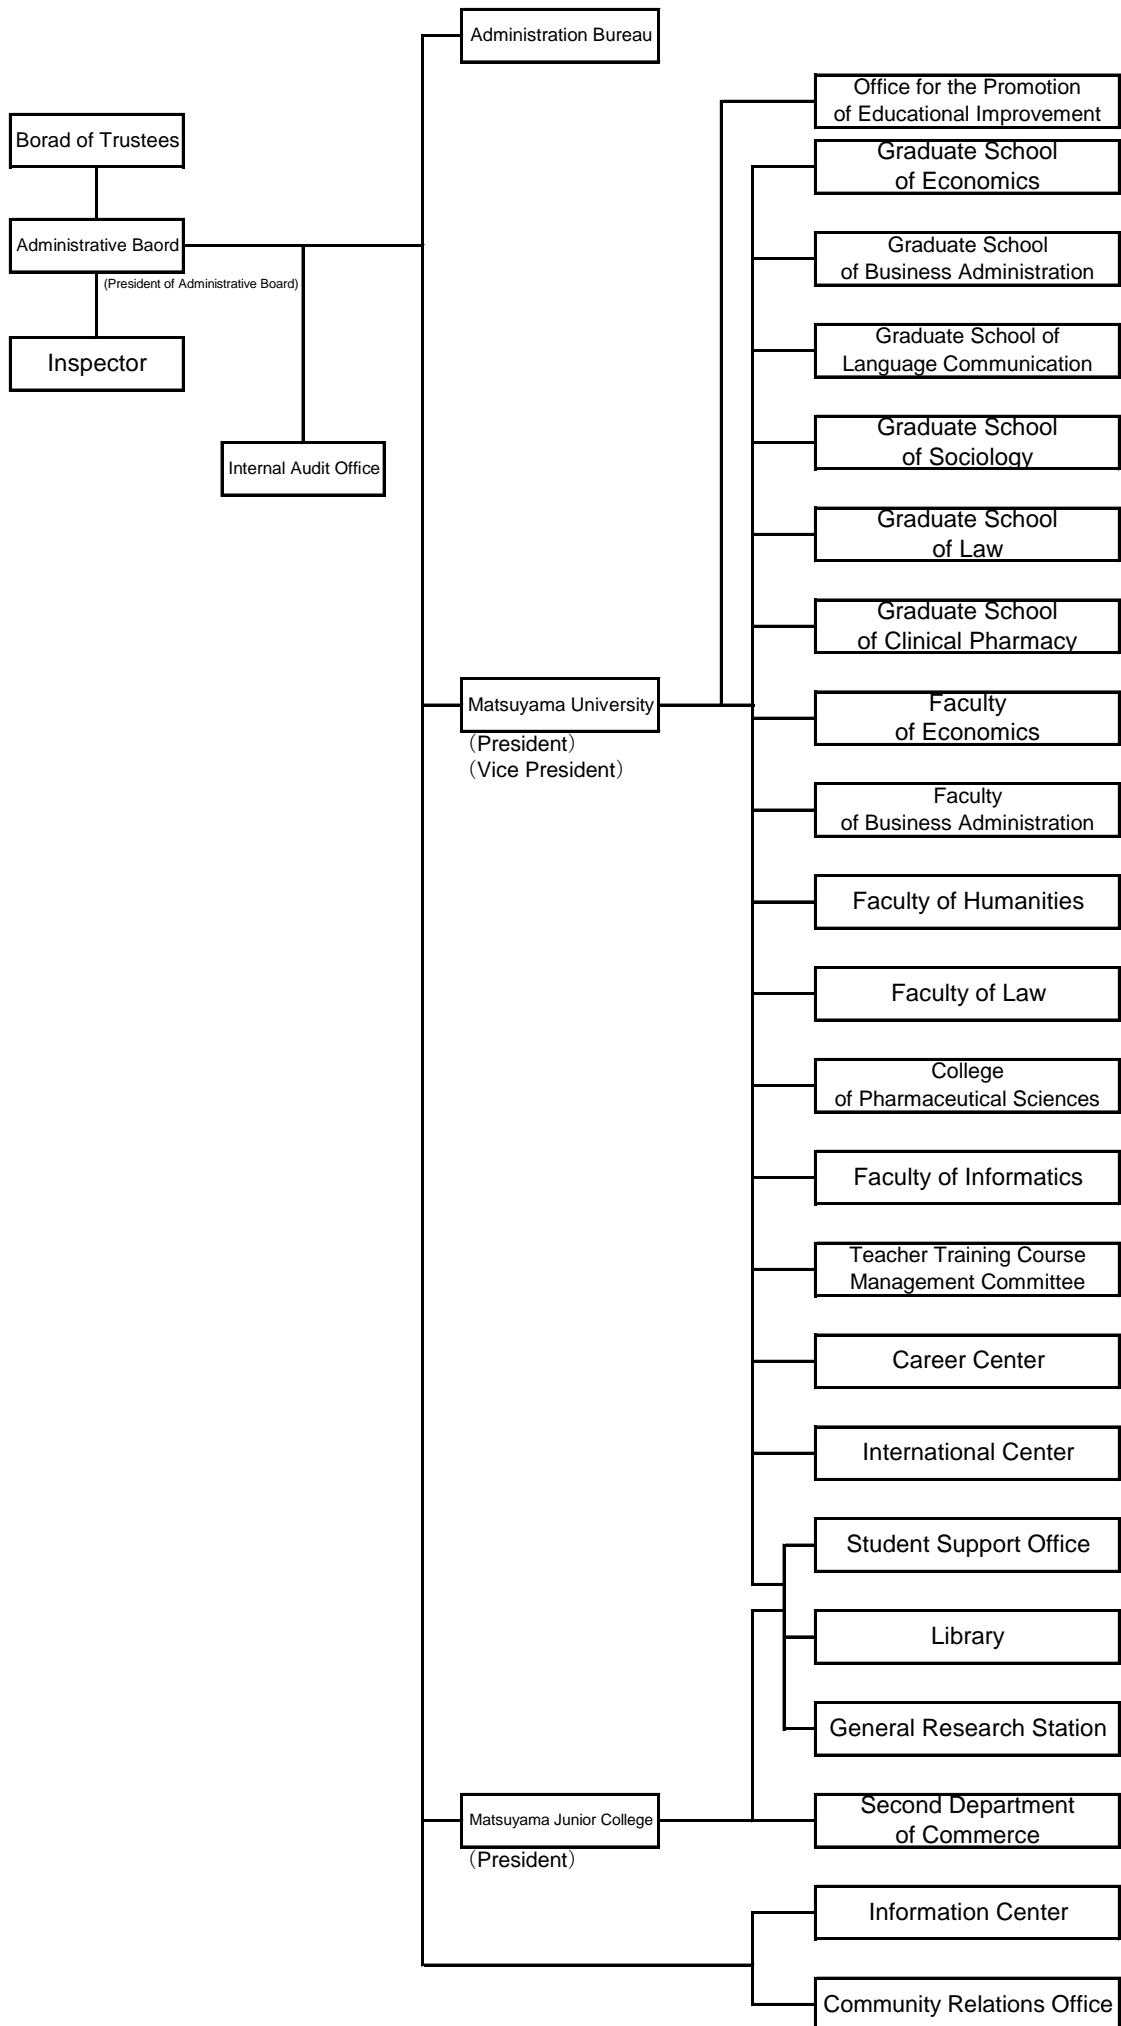 Administration Bureau
Office for the Promotion
of Educational Improvement
Borad of Trustees
Graduate School
of Economics
Administrative Baord
(President of Administrative Board)
Graduate School
of Business Administration
Inspector
Graduate School of
Language Communication
Graduate School
of Sociology
Internal Audit Office
Graduate School
of Law
Graduate School
of Clinical Pharmacy
Matsuyama University
（President）
（Vice President）
Faculty
of Economics
Faculty
of Business Administration
Faculty of Humanities
Faculty of Law
College
of Pharmaceutical Sciences
Faculty of Informatics
Teacher Training Course
Management Committee
Career Center
International Center
Student Support Office
Library
General Research Station
Matsuyama Junior College
（President）
Second Department
of Commerce
Information Center
Community Relations Office